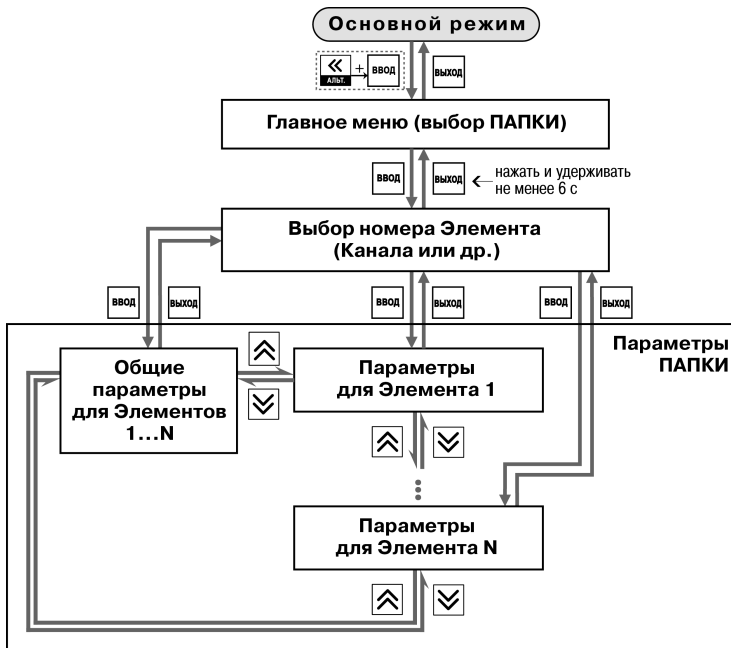 Основной режим
АЛЬТ.
+
ВВОД
ВЫХОД
Главное меню (выбор ПАПКИ)
ВВОД
ВЫХОД
нажать и удерживать
не менее 6 с
Выбор номера Элемента
(Канала или др.)
ВВОД
ВЫХОД
ВВОД
ВЫХОД
ВВОД
ВЫХОД
Параметры
ПАПКИ
Общие
параметры
для Элементов
1...N
Параметры
для Элемента 1
Параметры
для Элемента N